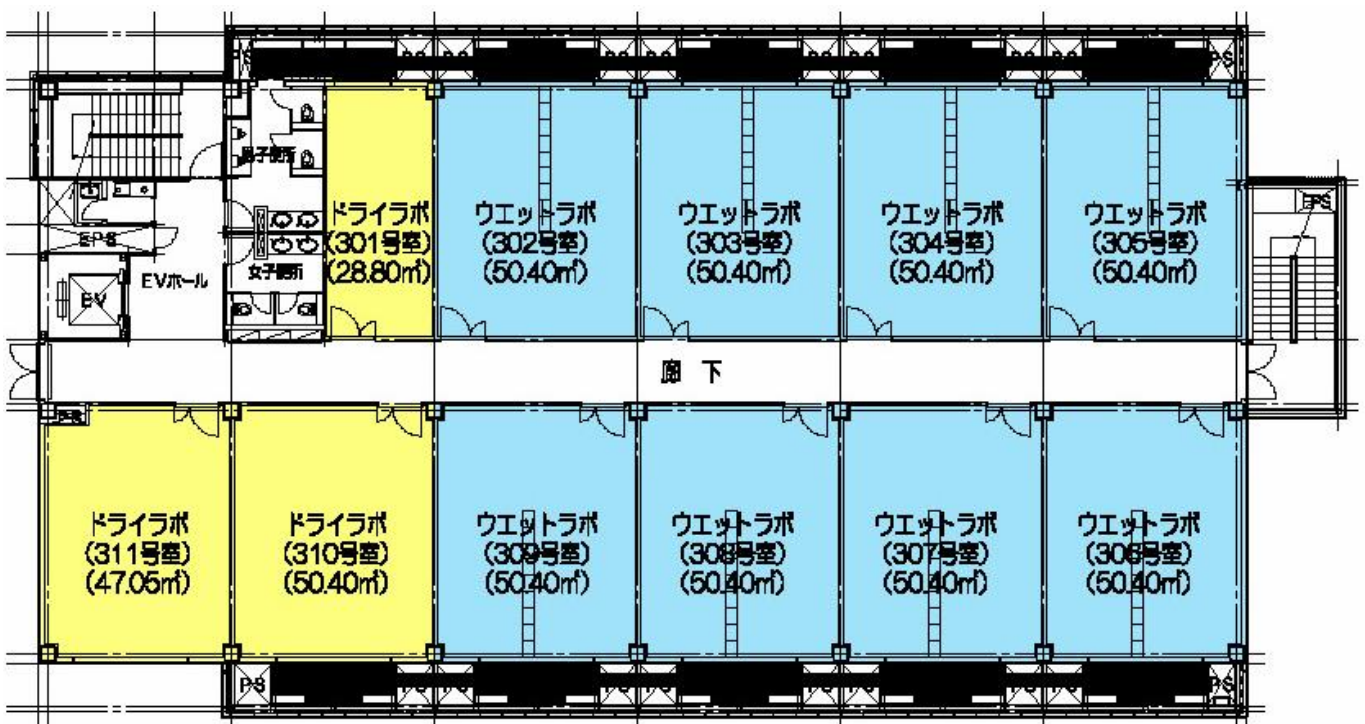 男子便所
ドライラボ
(301号室)
(28.80㎡)
ウエットラボ
(302号室)
(50.40㎡)
ウエットラボ
(303号室)
(50.40㎡)
ウエットラボ
(304号室)
(50.40㎡)
ウエットラボ
(305号室)
(50.40㎡)
EPS
EPS
EV
EVホール
女子便所
廊 下
ドライラボ
(311号室)
(47.05㎡)
ドライラボ
(310号室)
(50.40㎡)
ウエットラボ
(309号室)
(50.40㎡)
ウエットラボ
(308号室)
(50.40㎡)
ウエットラボ
(307号室)
(50.40㎡)
ウエットラボ
(306号室)
(50.40㎡)
PS
PS